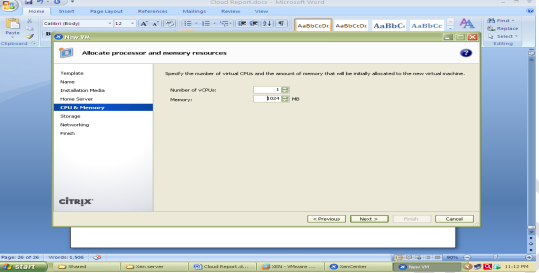 Cloud Report.docx - Microsoft Word
Home Insert Page Layout References Mailings Review View
Calibri (Body) 12
Paste
AaBbCcDc AaBbCcDc AaBbC AaBbCc
Find
Replace
Select
Clipboard
Editing
New VM
Allocate processor and memory resources
Template
Name
Installation Media
Home Server
CPU & Memory
Storage
Networking
Finish
Specify the number of virtual CPUs and the amount of memory that will be initially allocated to the new virtual machine.
Number of vCPUs: 1
Memory: 1024 MB
CITRIX
< Previous Next > Finish Cancel
Page: 26 of 26 Words: 1,506
start Shared Xen server Cloud Report.d... XEN - VMware ... XenCenter New VM 11:12 PM